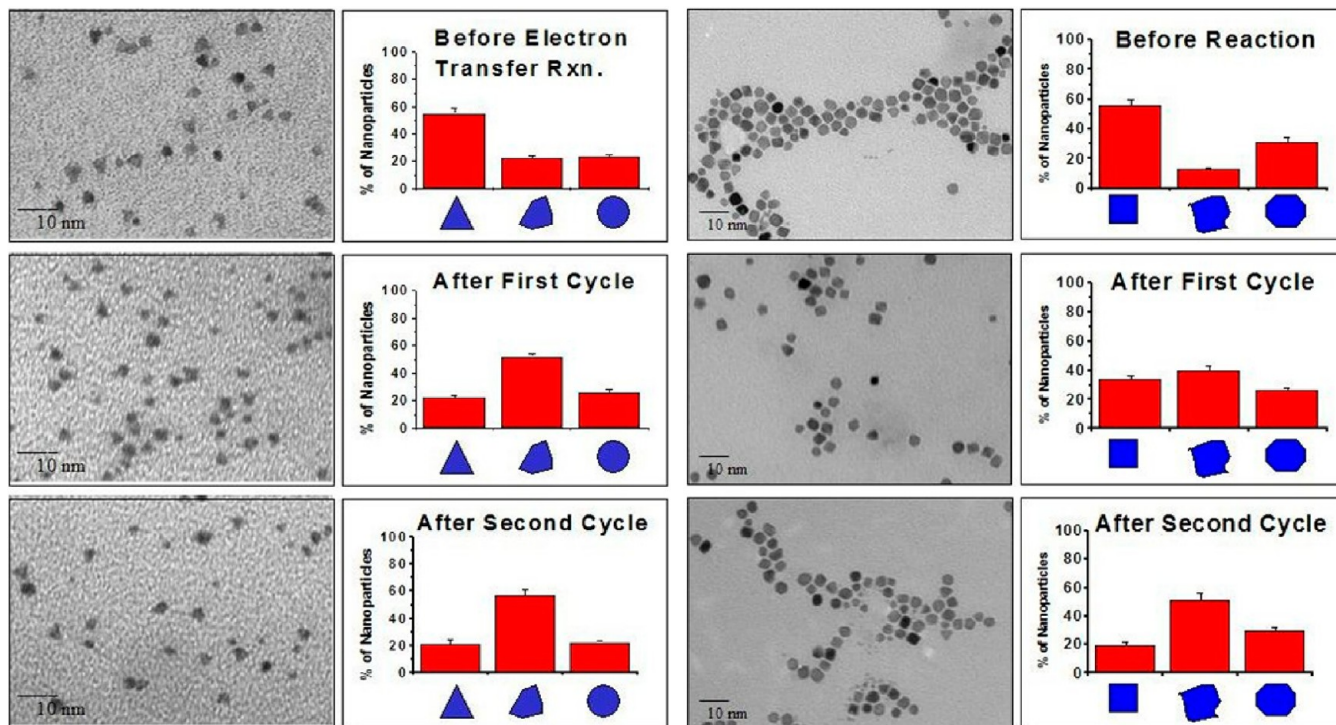 10 nm
Before Electron
Transfer Rxn.
% of Nanoparticles
100
80
60
40
20
0
10 nm
Before Reaction
% of Nanoparticles
100
80
60
40
20
0
10 nm
After First Cycle
% of Nanoparticles
100
80
60
40
20
0
10 nm
After First Cycle
% of Nanoparticles
100
80
60
40
20
0
10 nm
After Second Cycle
% of Nanoparticles
100
80
60
40
20
0
10 nm
After Second Cycle
% of Nanoparticles
100
80
60
40
20
0